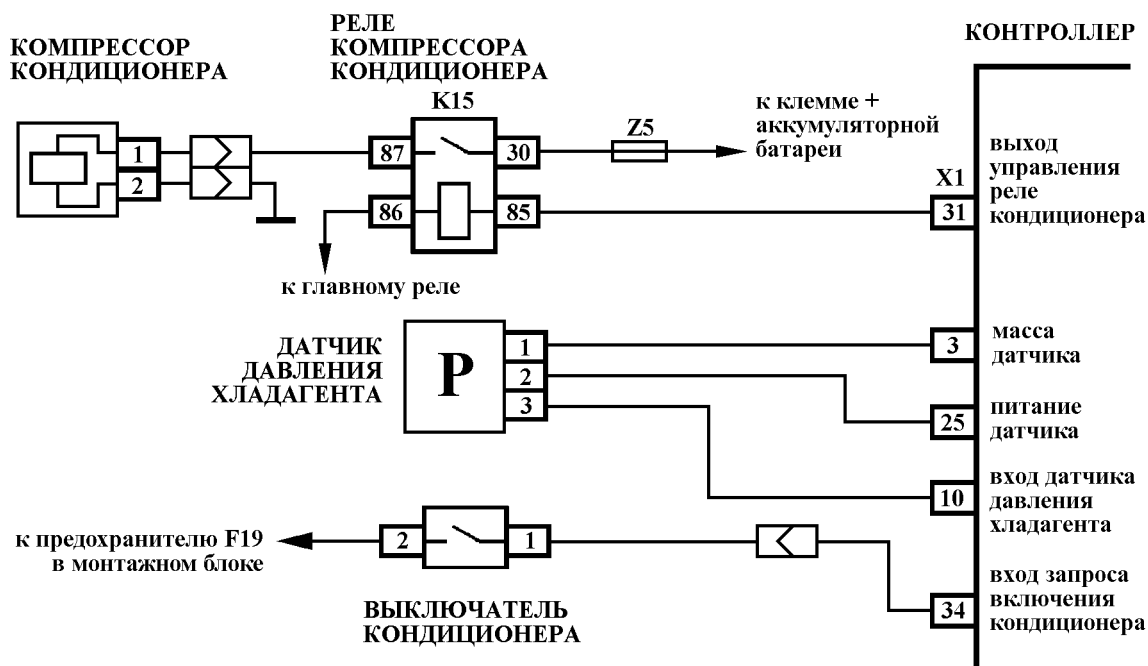 КОМПРЕССОР
КОНДИЦИОНЕРА
РЕЛЕ
КОМПРЕССОРА
КОНДИЦИОНЕРА
K15
КОНТРОЛЛЕР
1
2
87
30
86
85
Z5
к клемме +
аккумуляторной
батареи
X1
31
выход
управления
реле
кондиционера
к главному реле
ДАТЧИК
ДАВЛЕНИЯ
ХЛАДАГЕНТА
P
1
2
3
3
масса
датчика
25
питание
датчика
10
вход датчика
давления
хладагента
к предохранителю F19
в монтажном блоке
2
1
ВЫКЛЮЧАТЕЛЬ
КОНДИЦИОНЕРА
34
вход запроса
включения
кондиционера